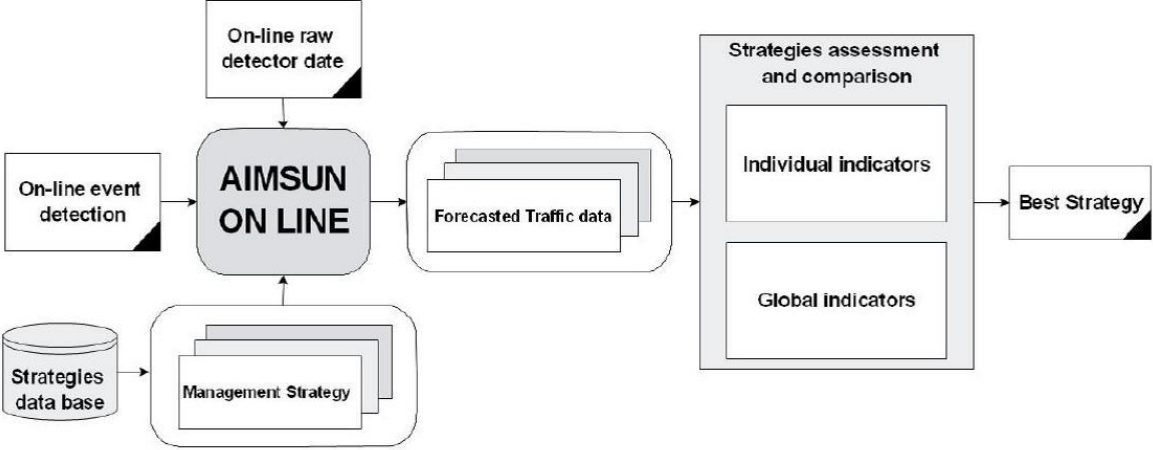 On-line raw
detector date
Strategies assessment
and comparison
AIMSUN
ON LINE
Individual indicators
On-line event
detection
Forecasted Traffic data
Best Strategy
Global indicators
Strategies
data base
Management Strategy